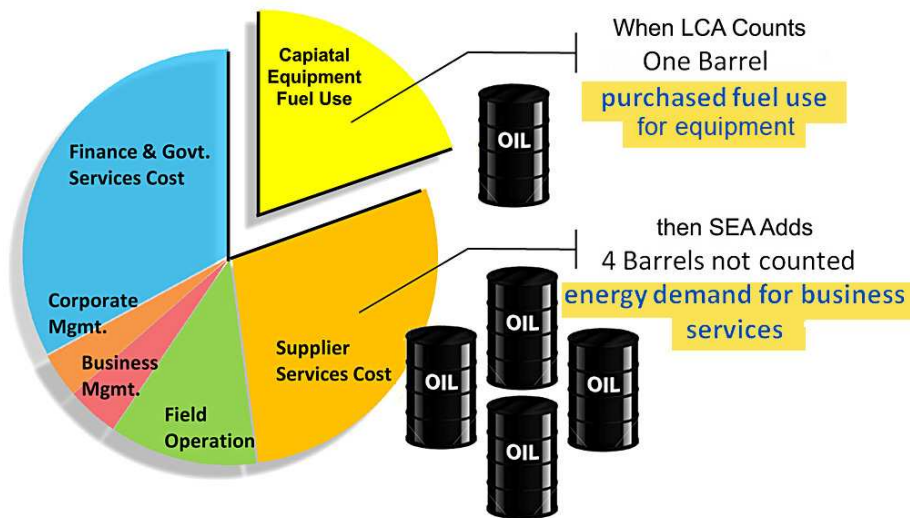 Capiatal
Equipment
Fuel Use
When LCA Counts
One Barrel
purchased fuel use
for equipment
OIL
Finance & Govt.
Services Cost
then SEA Adds
4 Barrels not counted
energy demand for business
services
Corporate
Mgmt.
Business
Mgmt.
Field
Operation
Supplier
Services Cost
OIL
OIL
OIL
OIL